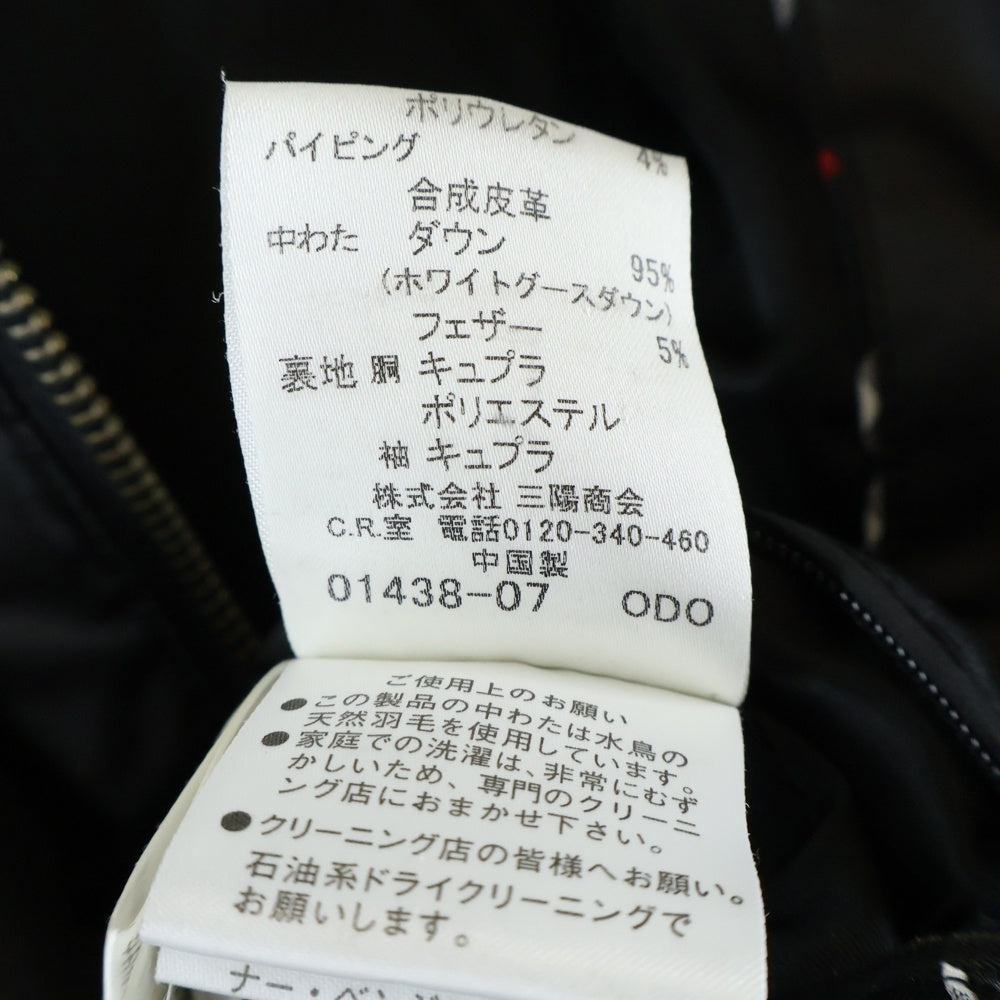 ポリウレタン 4%
パイピング
合成皮革
中わた ダウン 95%
(ホワイトグースダウン)
フェザー 5%
裏地 胴 キュプラ
ポリエステル
袖 キュプラ
株式会社 三陽商会
C.R.室 電話0120-340-460
中国製
01438-07 ODO
ご使用上のお願い
●この製品の中わたは水鳥の
天然羽毛を使用しています。
●家庭での洗濯は、非常にむず
かしいため、専門のクリーニ
ング店におまかせ下さい。
●クリーニング店の皆様へお願い。
石油系ドライクリーニングで
お願いします。